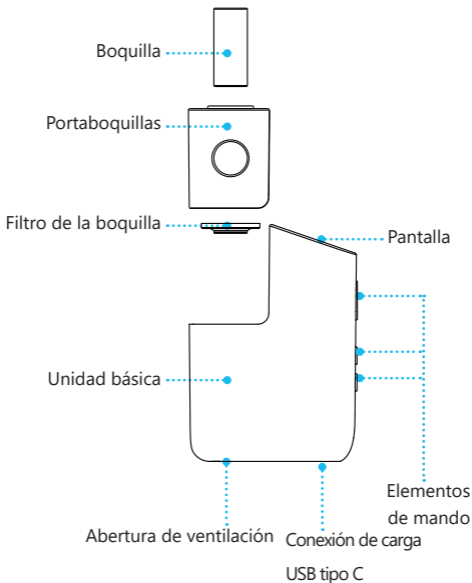 Boquilla
Portaboquillas
Filtro de la boquilla
Pantalla
Unidad básica
Elementos
de mando
Abertura de ventilación
Conexión de carga
USB tipo C